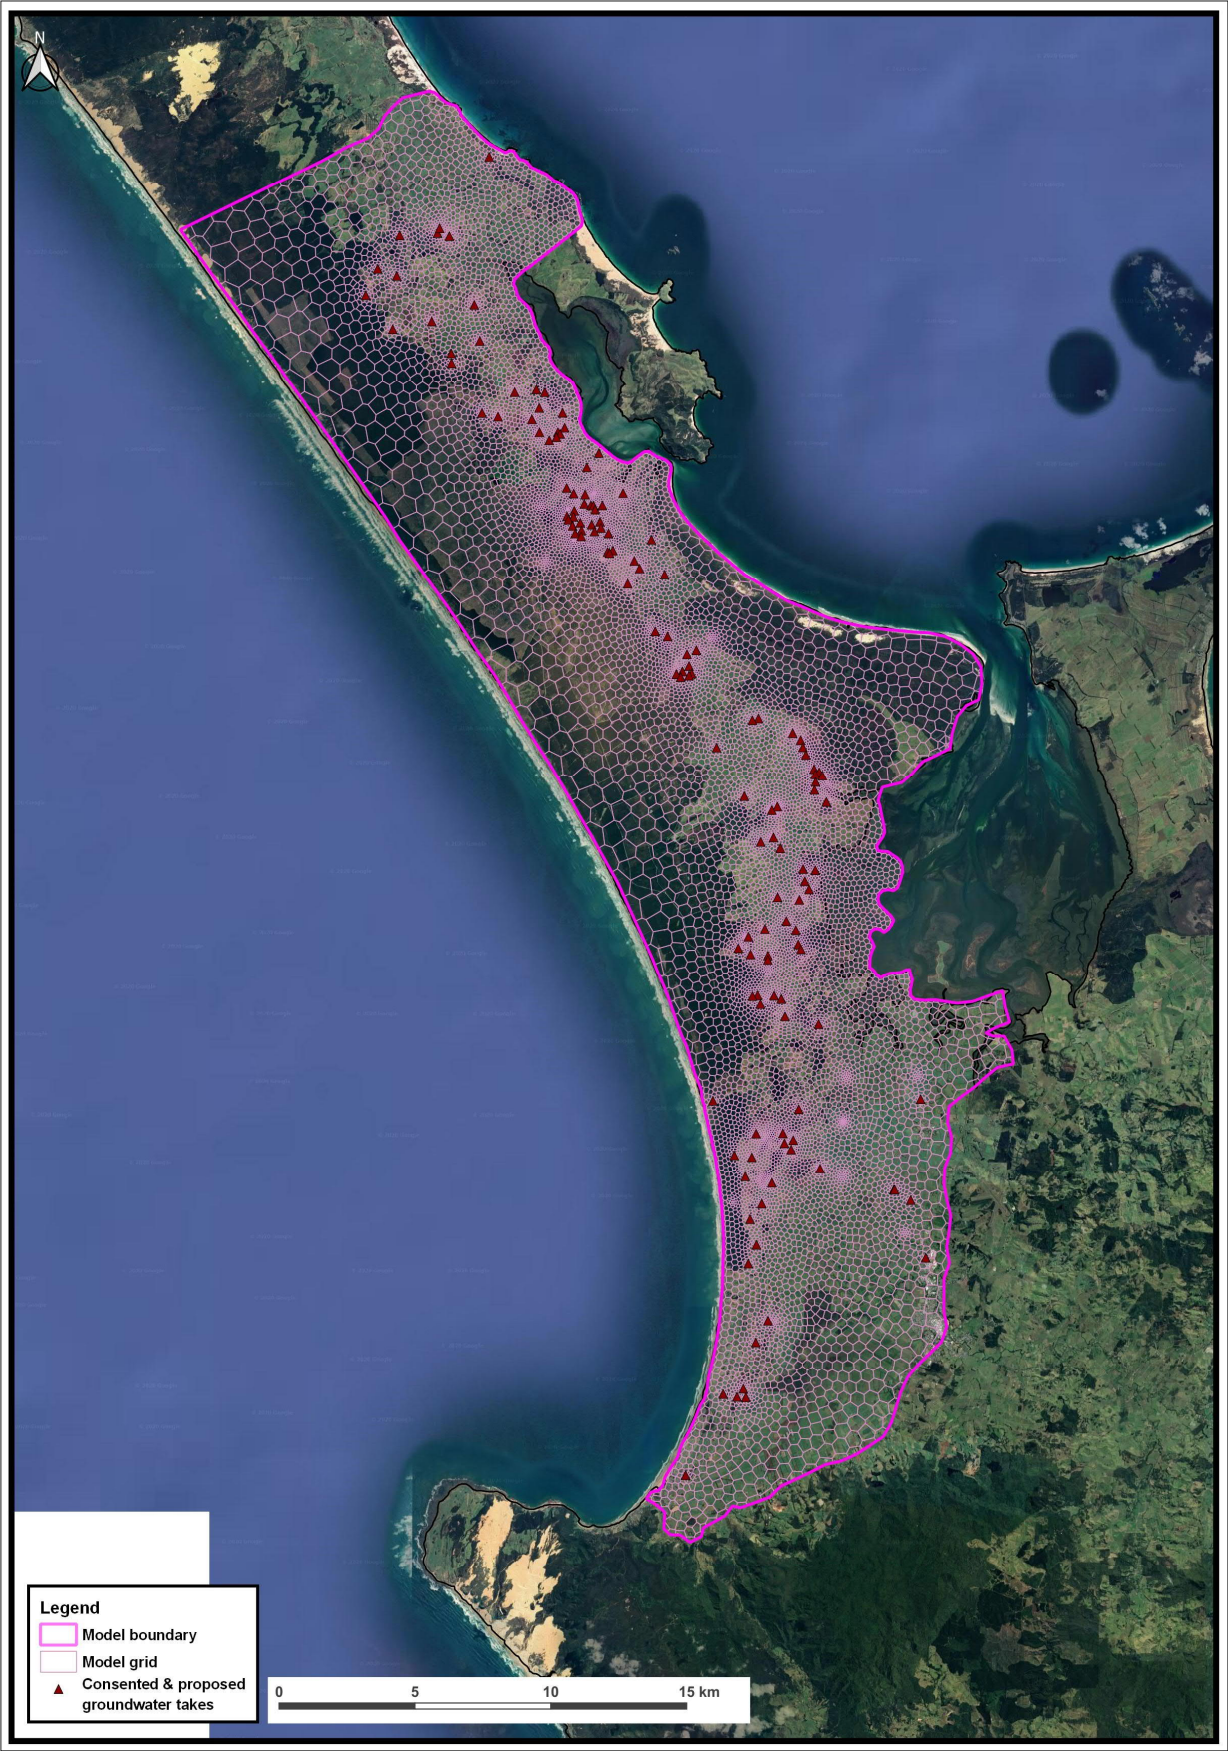 N
Legend
Model boundary
Model grid
Consented & proposed
groundwater takes
0 5 10 15 km